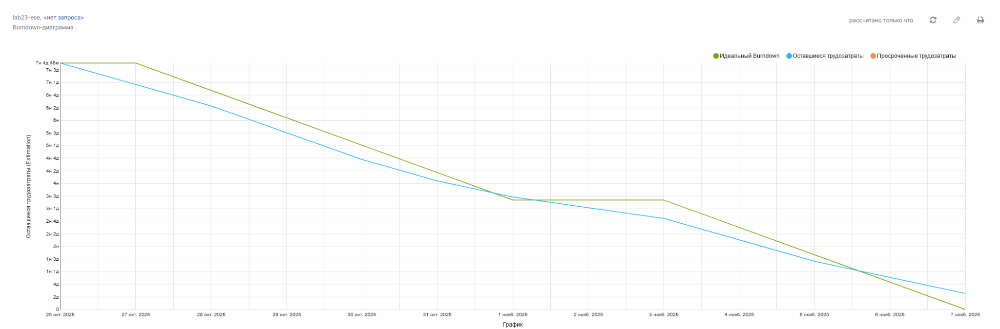 lab23-ese, <нет запроса>
Burndown-диаграмма
рассчитано только что
Идеальный Burndown Оставшиеся трудозатраты Просроченные трудозатраты
7н 4д 48м
7н 3д
7н 1д
6н 4д
6н 2д
6н
5н 3д
5н 1д
4н 4д
4н 2д
4н
3н 3д
3н 1д
2н 4д
2н 2д
2н
1н 3д
1н 1д
4д
2д
0
Оставшиеся трудозатраты (Estimation)
26 окт. 2025 27 окт. 2025 28 окт. 2025 29 окт. 2025 30 окт. 2025 31 окт. 2025 1 нояб. 2025 2 нояб. 2025 3 нояб. 2025 4 нояб. 2025 5 нояб. 2025 6 нояб. 2025 7 нояб. 2025
График